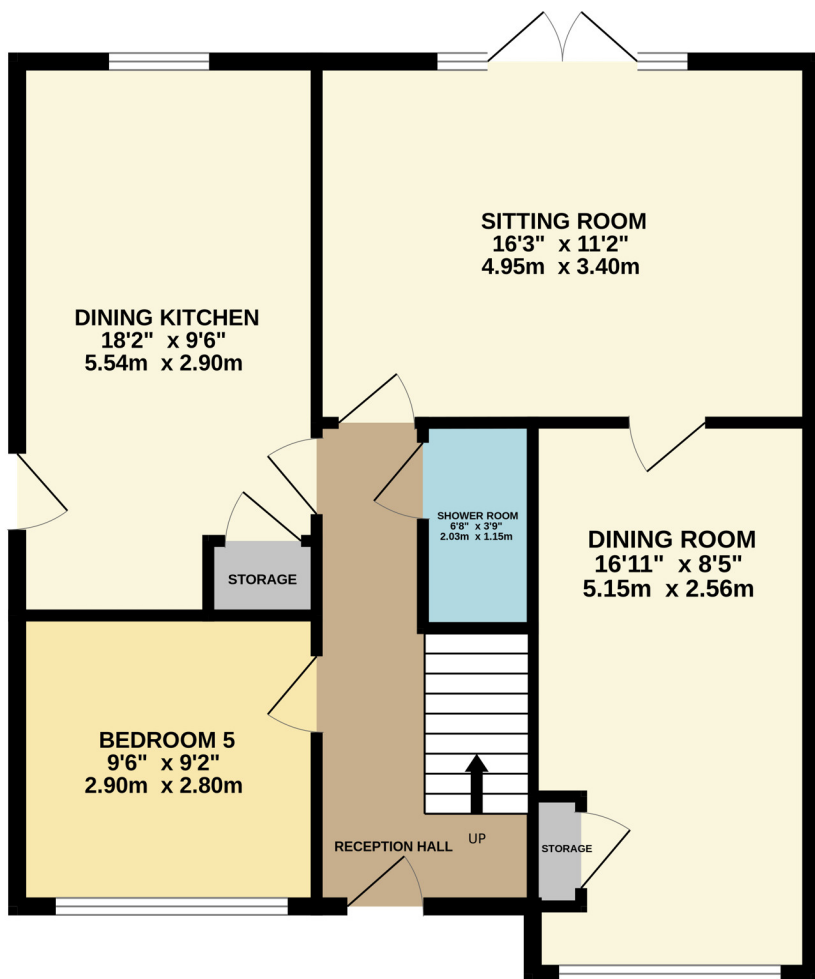 SITTING ROOM
16'3" x 11'2"
4.95m x 3.40m
DINING KITCHEN
18'2" x 9'6"
5.54m x 2.90m
SHOWER ROOM
6'8" x 3'9"
2.03m x 1.15m
DINING ROOM
16'11" x 8'5"
5.15m x 2.56m
STORAGE
BEDROOM 5
9'6" x 9'2"
2.90m x 2.80m
UP
RECEPTION HALL
STORAGE